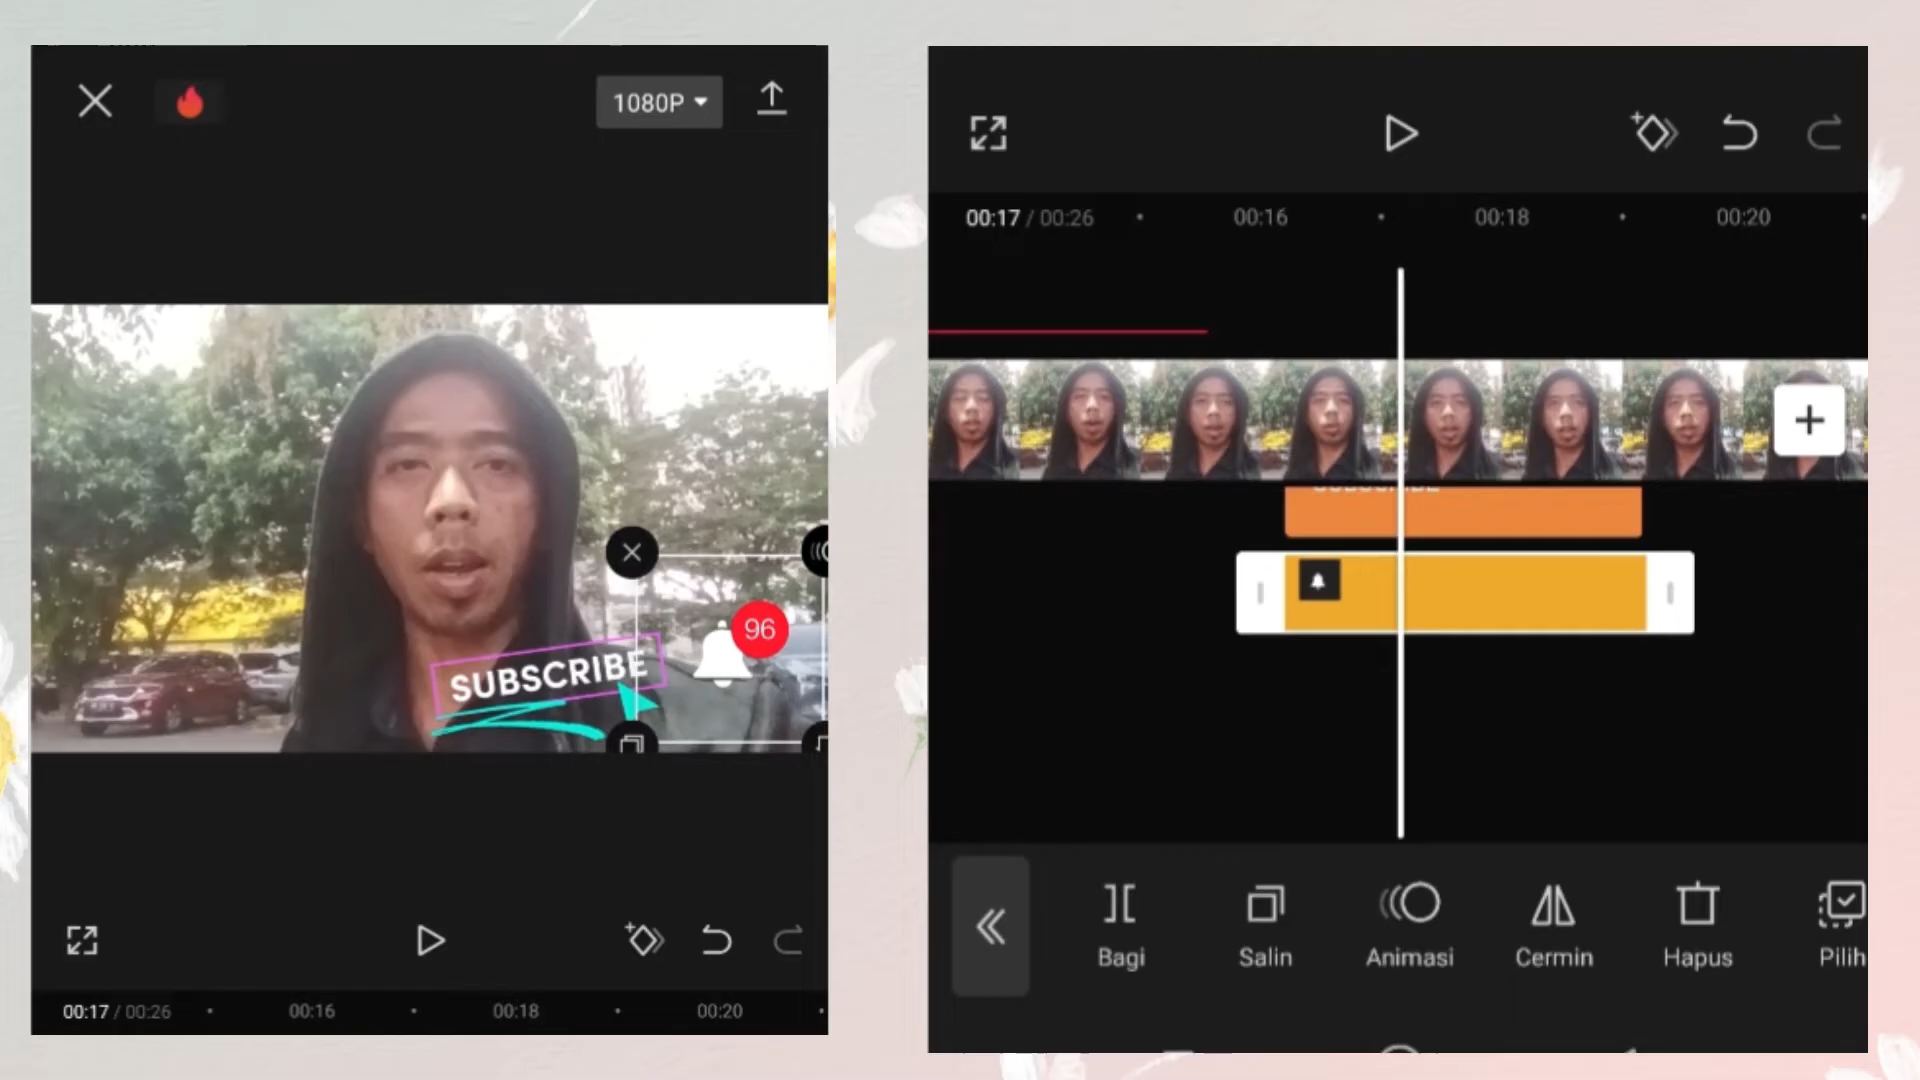 1080P
96
SUBSCRIBE
00:17 / 00:26
00:16
00:18
00:20
00:17 / 00:26
00:16
00:18
00:20
SUBSCRIBE
Bagi
Salin
Animasi
Cermin
Hapus
Pilih